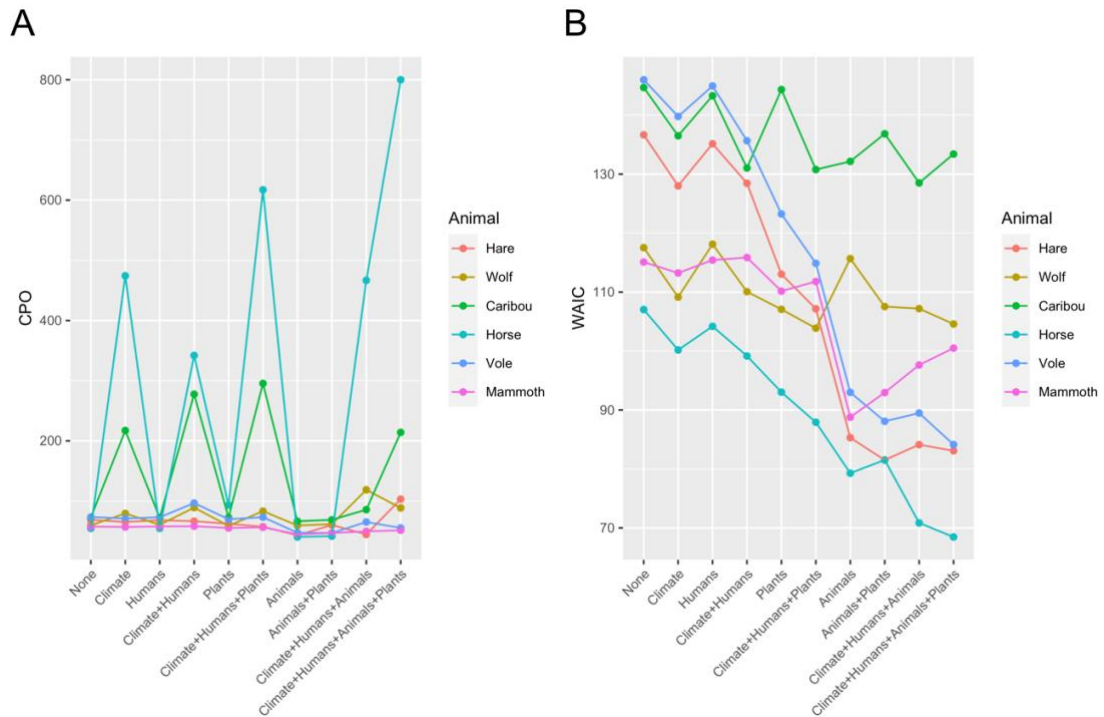 A
CPO
800
600
400
200
None
Climate
Humans
Climate+Humans
Plants
Climate+Humans+Plants
Animals
Animals+Plants
Climate+Humans+Animals
Climate+Humans+Animals+Plants
Animal
Hare
Wolf
Caribou
Horse
Vole
Mammoth
B
WAIC
130
110
90
70
None
Climate
Humans
Climate+Humans
Plants
Climate+Humans+Plants
Animals
Animals+Plants
Climate+Humans+Animals
Climate+Humans+Animals+Plants
Animal
Hare
Wolf
Caribou
Horse
Vole
Mammoth